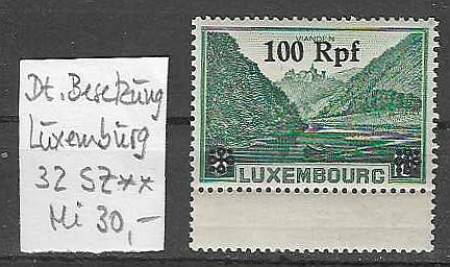 Dt. Besetzung
Luxemburg
32 SZ**
Mi 30,-
VIANDEN
100 Rpf
LUXEMBOURG